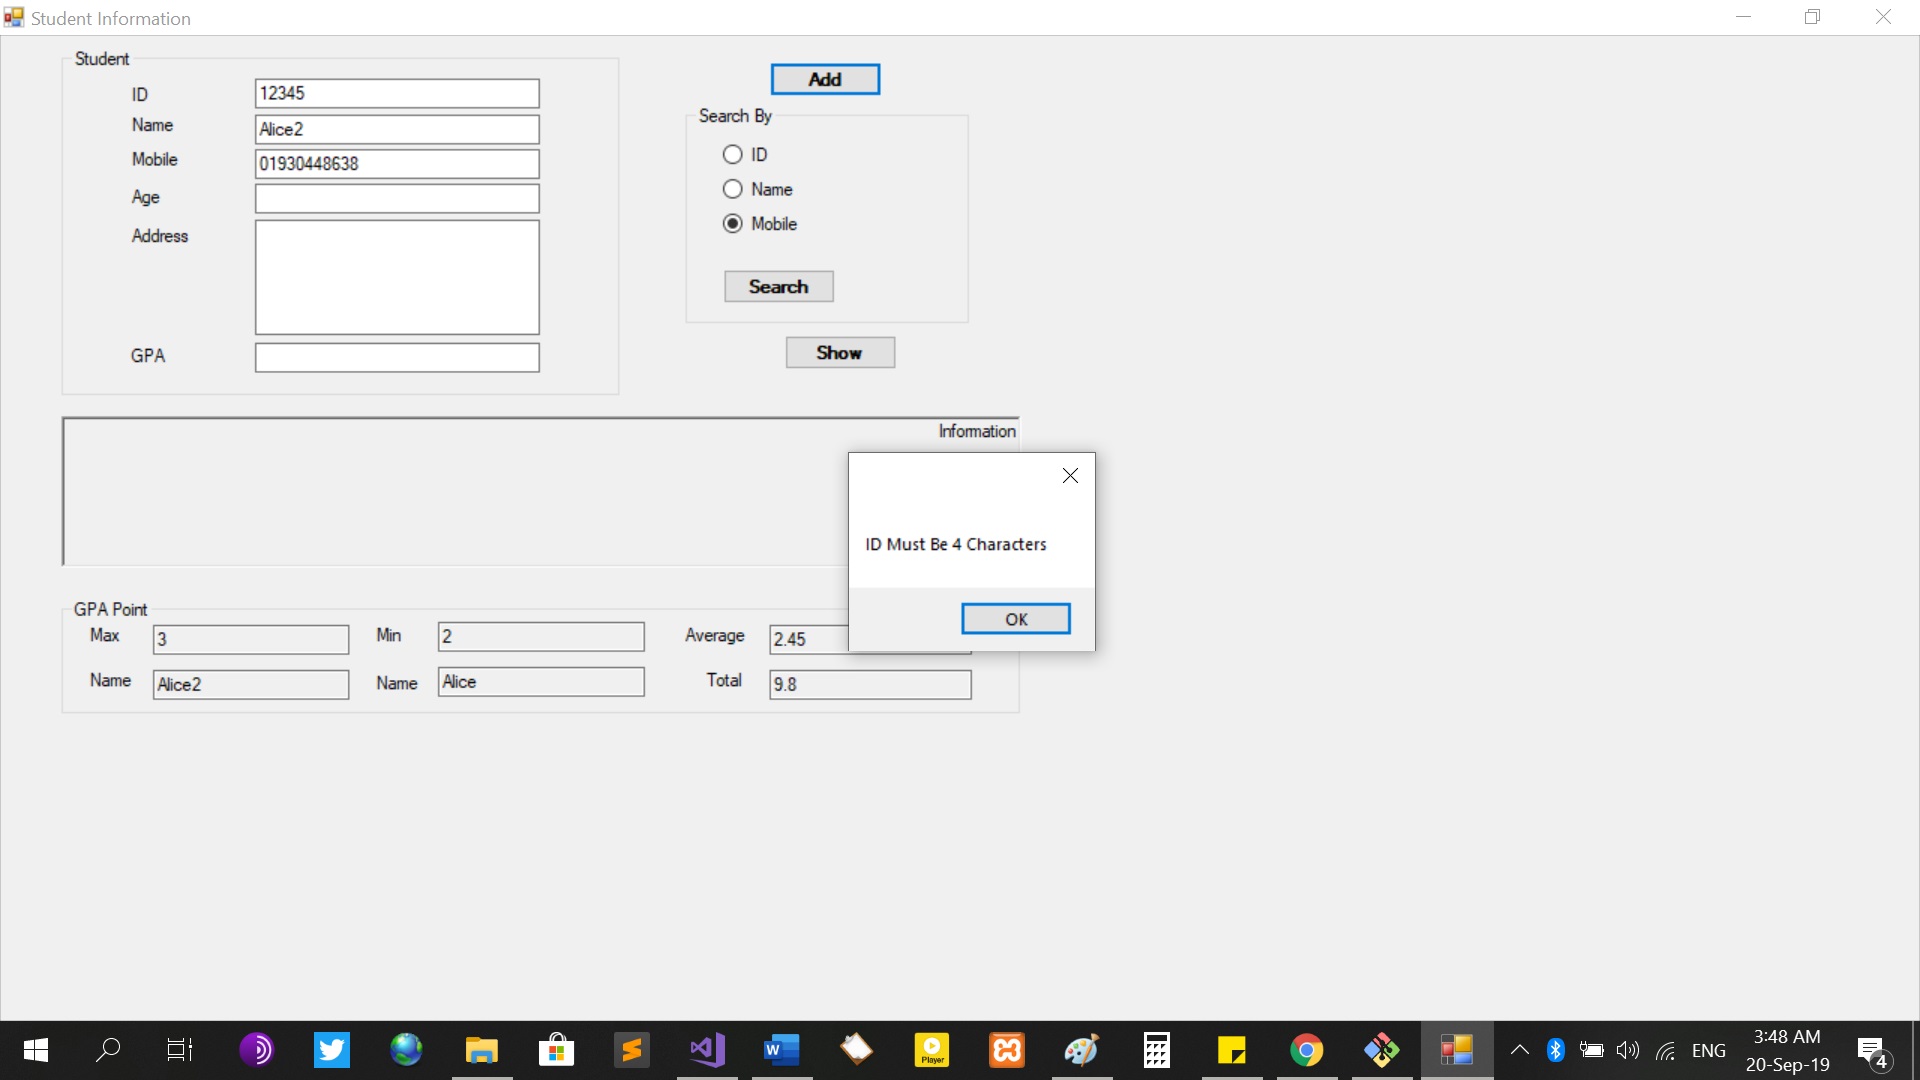 Student Information
Student
ID 12345
Name Alice2
Mobile 01930448638
Age
Address
GPA
Add
Search By
ID
Name
Mobile
Search
Show
Information
ID Must Be 4 Characters
OK
GPA Point
Max 3 Min 2 Average 2.45
Name Alice2 Name Alice Total 9.8
W
Player
ENG
3:48 AM
20-Sep-19
4